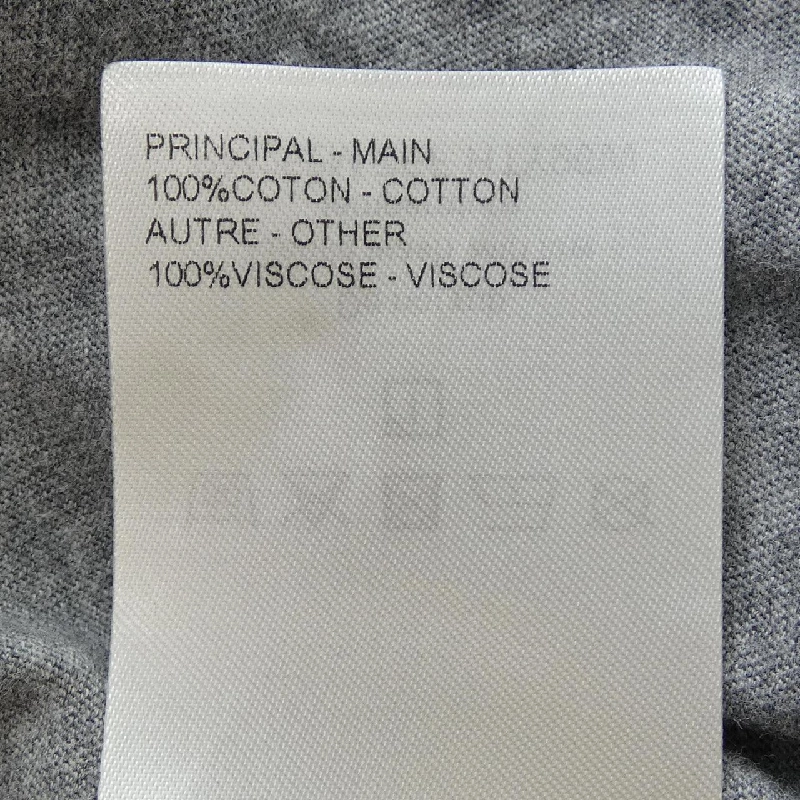 PRINCIPAL - MAIN
100%COTON - COTTON
AUTRE - OTHER
100%VISCOSE - VISCOSE